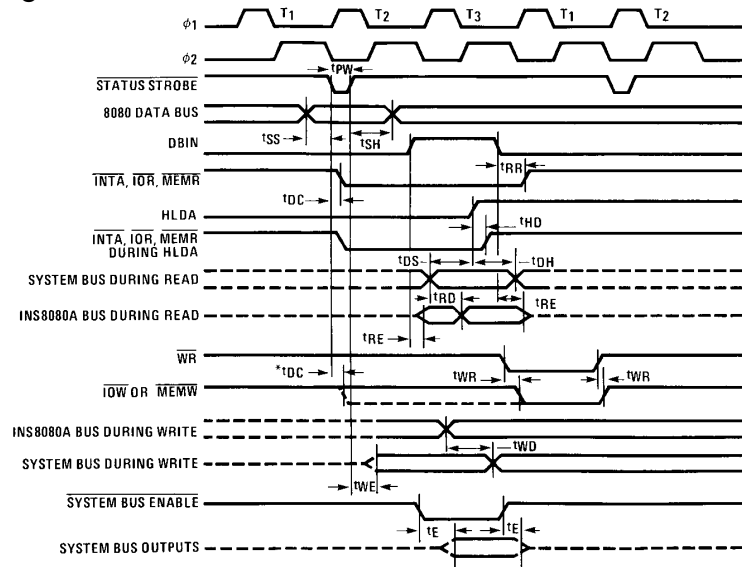 ϕ1 T1 T2 T3 T1 T2
ϕ2
tPW
STATUS STROBE
8080 DATA BUS
tSS tSH
DBIN
tRR
INTA, IOR, MEMR
tDC
HLDA
tHD
INTA, IOR, MEMR
DURING HLDA
tDS tDH
SYSTEM BUS DURING READ
tRD tRE
INS8080A BUS DURING READ
tRE
WR
*tDC tWR tWR
IOW OR MEMW
INS8080A BUS DURING WRITE
tWD
SYSTEM BUS DURING WRITE
tWE
SYSTEM BUS ENABLE
tE tE
SYSTEM BUS OUTPUTS